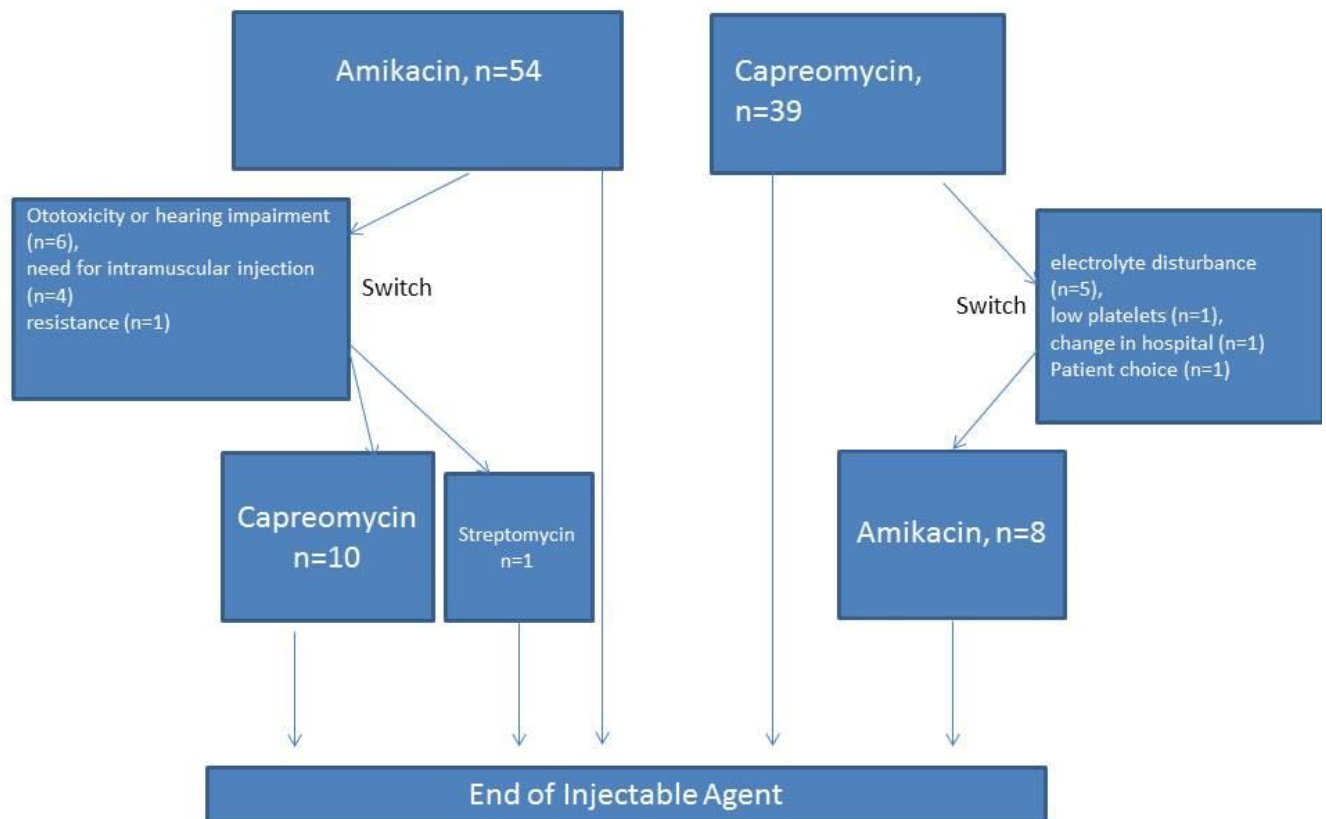 Amikacin, n=54
Capreomycin,
n=39
Ototoxicity or hearing impairment
(n=6),
need for intramuscular injection
(n=4)
resistance (n=1)
Switch
Switch
electrolyte disturbance
(n=5),
low platelets (n=1),
change in hospital (n=1)
Patient choice (n=1)
Capreomycin
n=10
Streptomycin
n=1
Amikacin, n=8
End of Injectable Agent